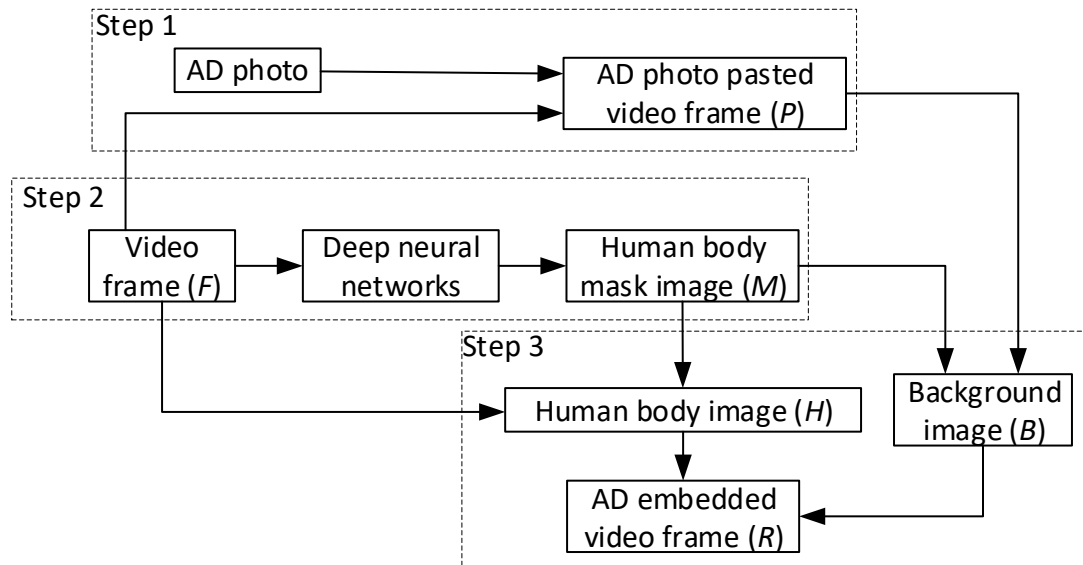 Step 1
AD photo
AD photo pasted
video frame (P)
Step 2
Video
frame (F)
Deep neural
networks
Human body
mask image (M)
Step 3
Human body image (H)
Background
image (B)
AD embedded
video frame (R)